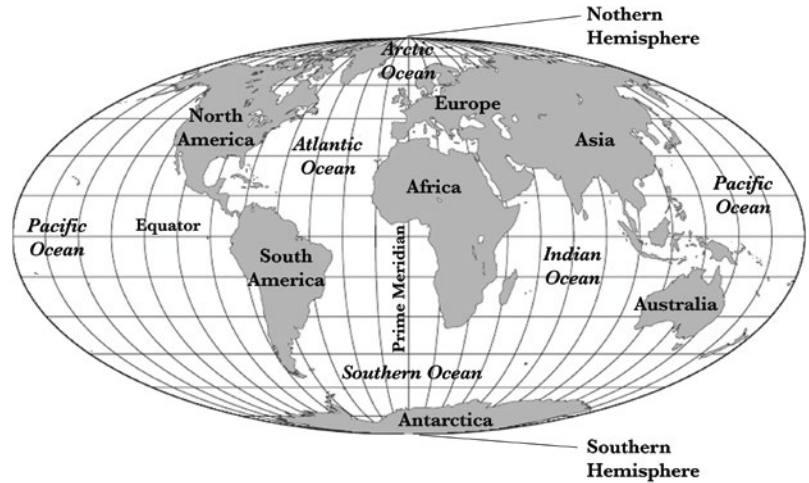 Nothern
Hemisphere
Arctic
Ocean
North
America
Europe
Atlantic
Ocean
Asia
Africa
Pacific
Ocean
Pacific
Ocean
Equator
South
America
Prime Meridian
Indian
Ocean
Australia
Southern Ocean
Antarctica
Southern
Hemisphere